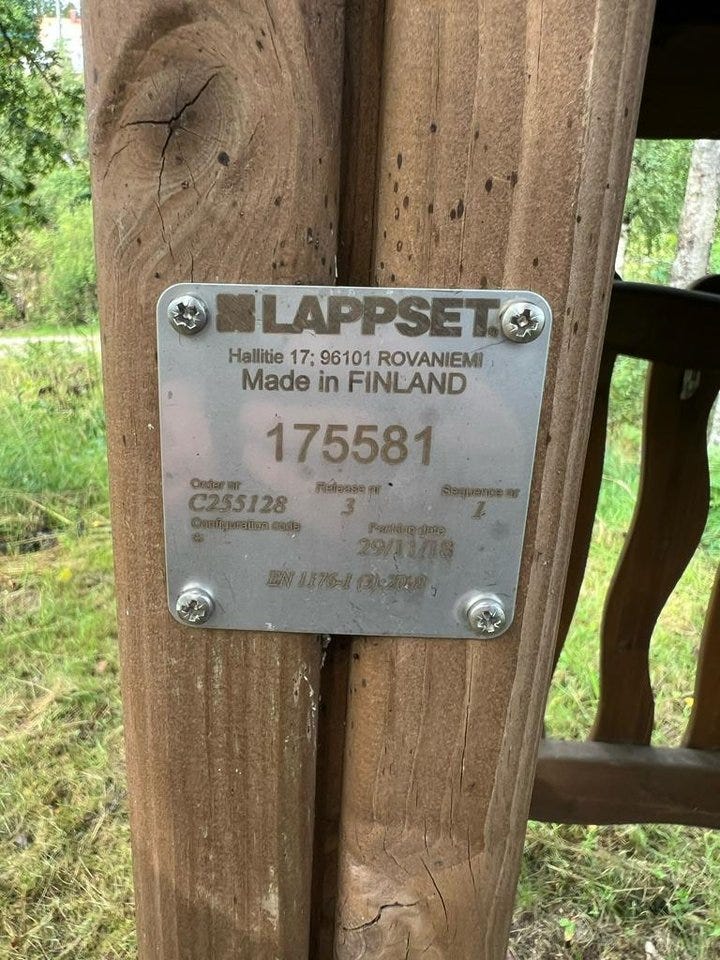 LAPPSET®
Hallitie 17; 96101 ROVANIEMI
Made in FINLAND
175581
Order nr Release nr Sequence nr
C255128 3 1
Configuration code Packing date
* 29/11/18
EN 1176-1 (3):